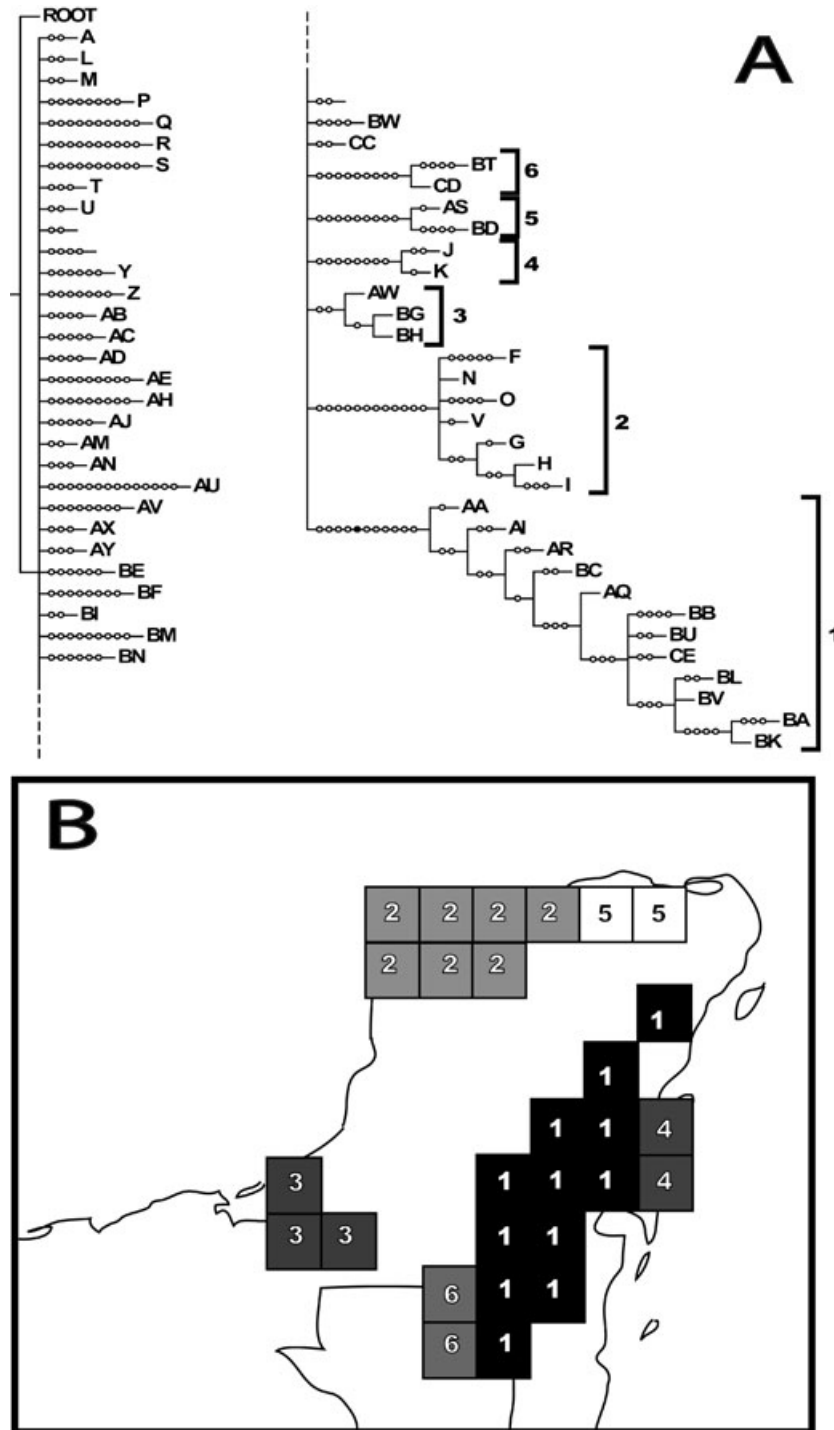 A
ROOT
A
L
M
P
Q
R
S
T
U
Y
Z
AB
AC
AD
AE
AH
AJ
AM
AN
AU
AV
AX
AY
BE
BF
BI
BM
BN
BW
CC
BT
CD
6
AS
BD
5
J
K
4
AW
BG
BH
3
F
N
O
V
G
H
I
2
AA
AI
AR
BC
AQ
BB
BU
CE
BL
BV
BA
BK
1
B
2 2 2 2 5 5
2 2 2
1
1
1 1 4
3 1 1 1 4
3 3 1 1
6 1 1
6 1